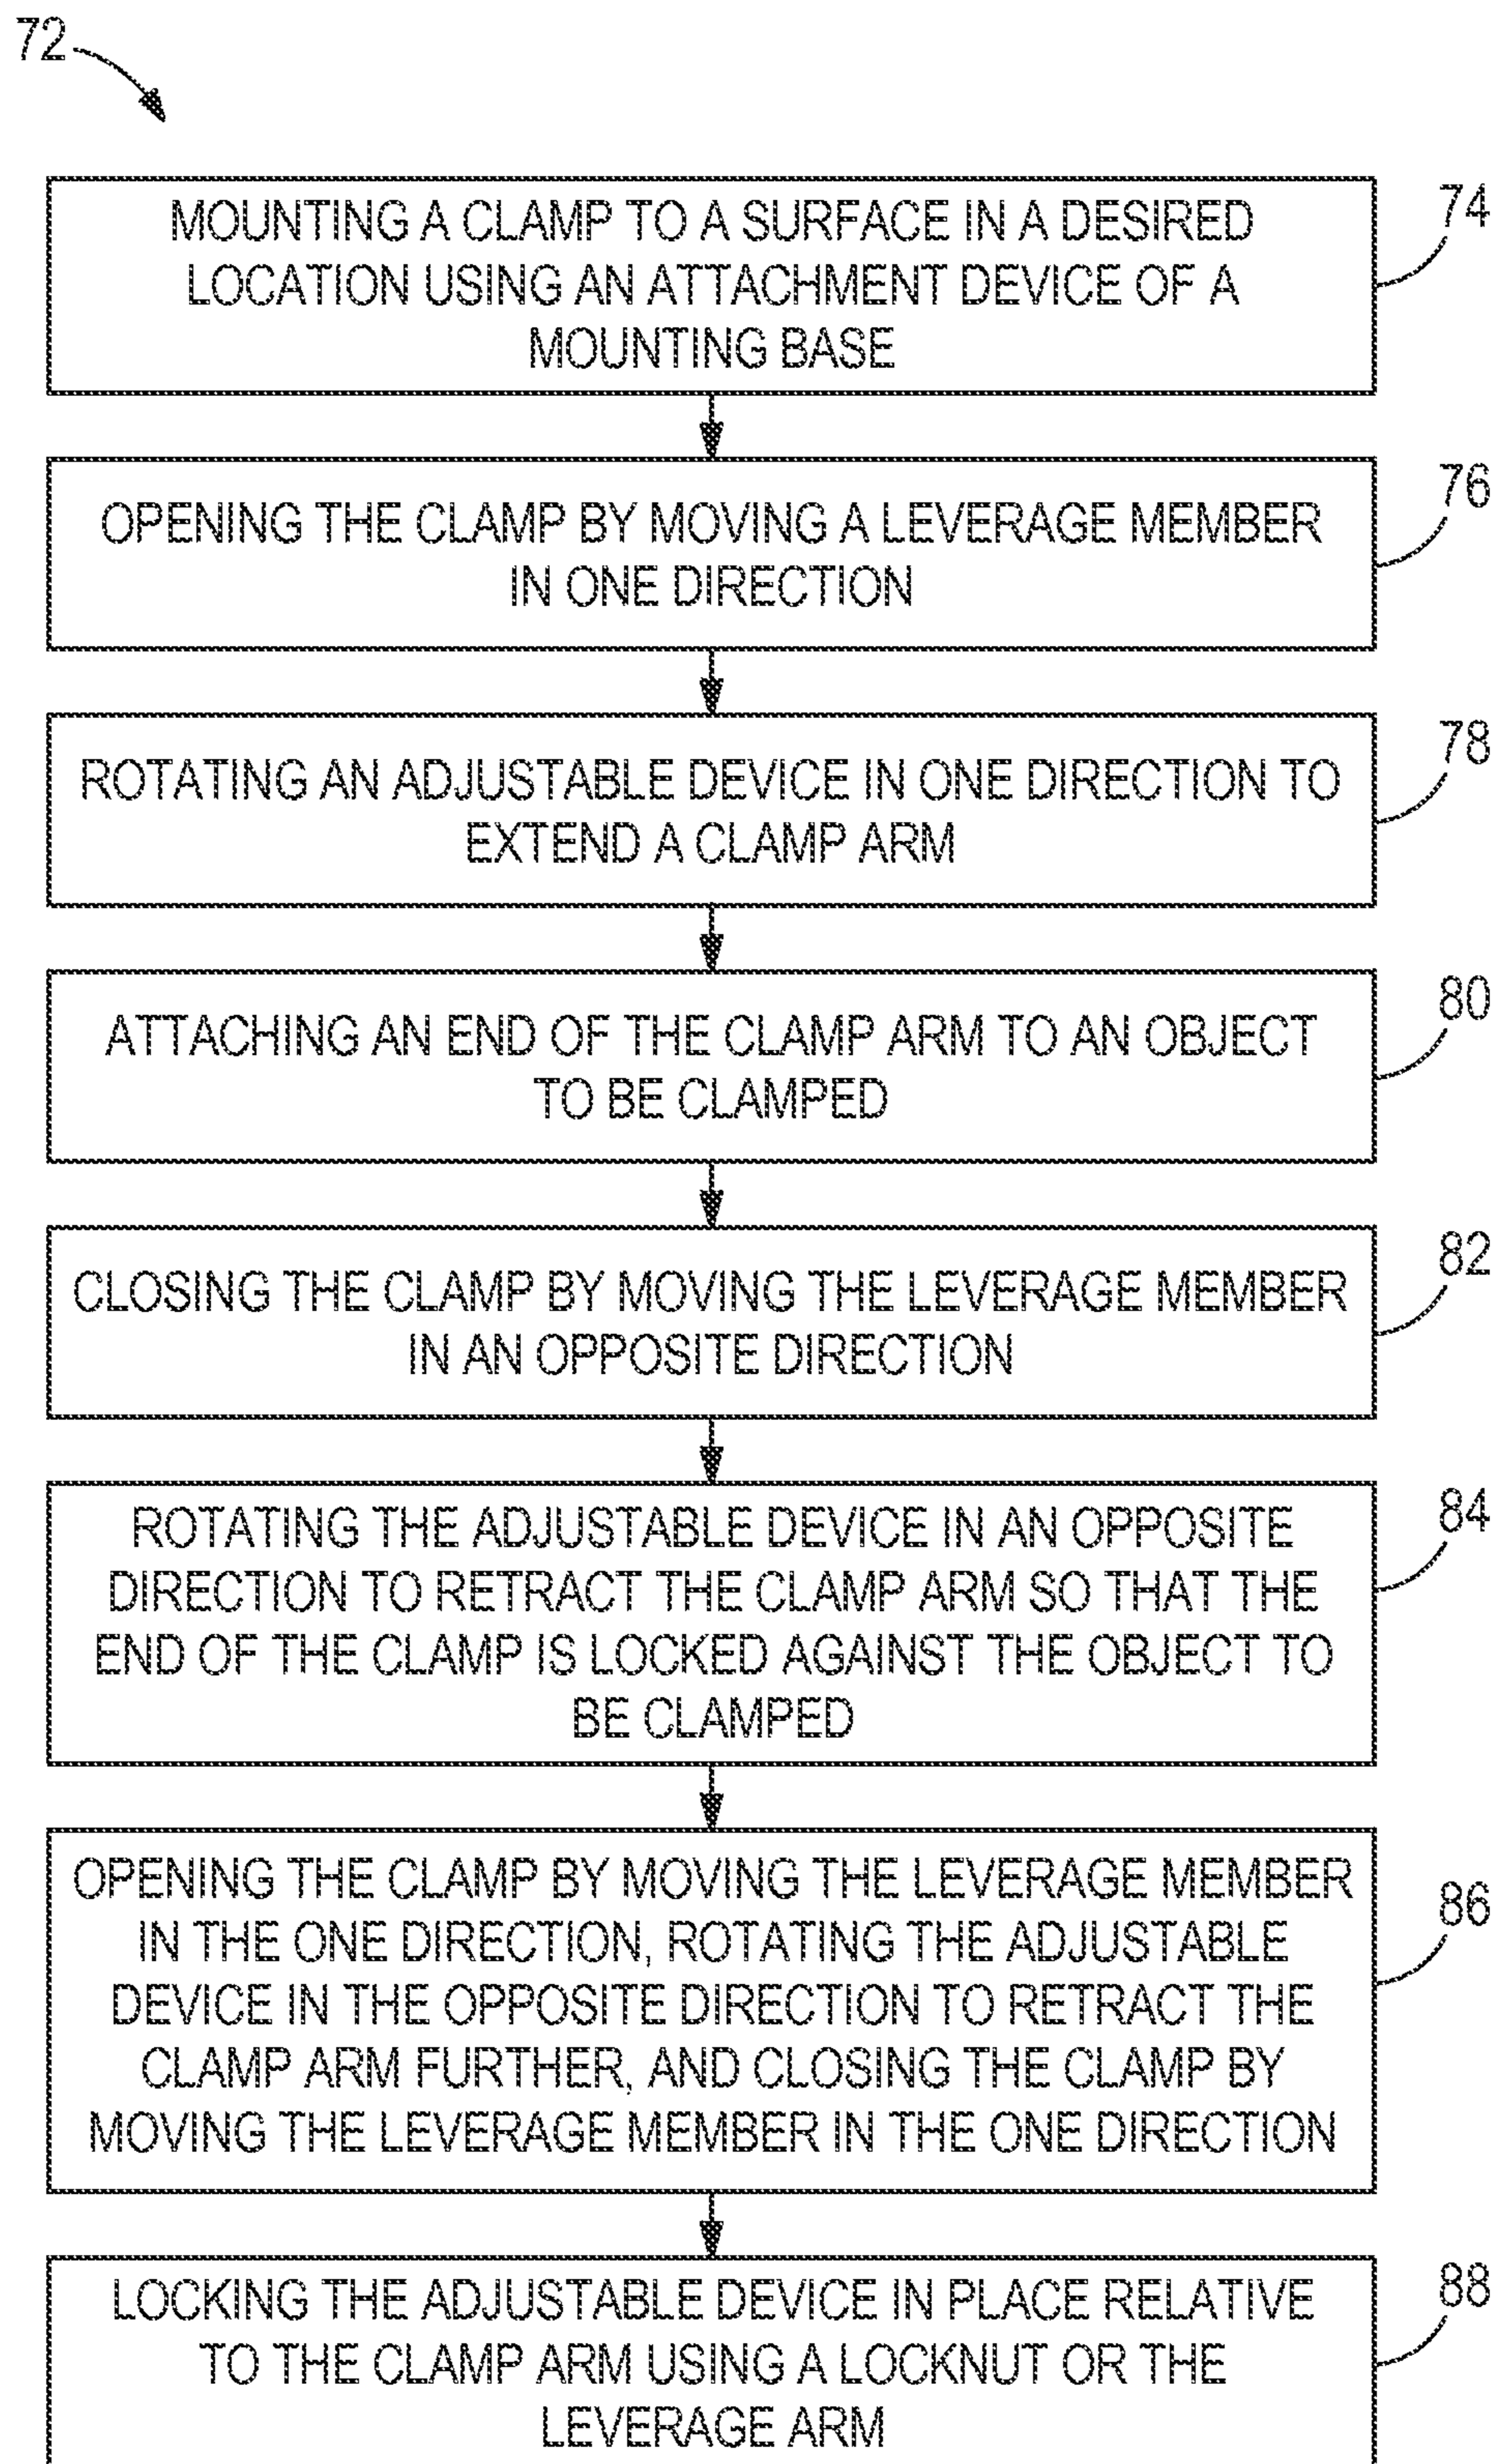 72
MOUNTING A CLAMP TO A SURFACE IN A DESIRED
LOCATION USING AN ATTACHMENT DEVICE OF A
MOUNTING BASE
74
OPENING THE CLAMP BY MOVING A LEVERAGE MEMBER
IN ONE DIRECTION
76
ROTATING AN ADJUSTABLE DEVICE IN ONE DIRECTION TO
EXTEND A CLAMP ARM
78
ATTACHING AN END OF THE CLAMP ARM TO AN OBJECT
TO BE CLAMPED
80
CLOSING THE CLAMP BY MOVING THE LEVERAGE MEMBER
IN AN OPPOSITE DIRECTION
82
ROTATING THE ADJUSTABLE DEVICE IN AN OPPOSITE
DIRECTION TO RETRACT THE CLAMP ARM SO THAT THE
END OF THE CLAMP IS LOCKED AGAINST THE OBJECT TO
BE CLAMPED
84
OPENING THE CLAMP BY MOVING THE LEVERAGE MEMBER
IN THE ONE DIRECTION, ROTATING THE ADJUSTABLE
DEVICE IN THE OPPOSITE DIRECTION TO RETRACT THE
CLAMP ARM FURTHER, AND CLOSING THE CLAMP BY
MOVING THE LEVERAGE MEMBER IN THE ONE DIRECTION
86
LOCKING THE ADJUSTABLE DEVICE IN PLACE RELATIVE
TO THE CLAMP ARM USING A LOCKNUT OR THE
LEVERAGE ARM
88